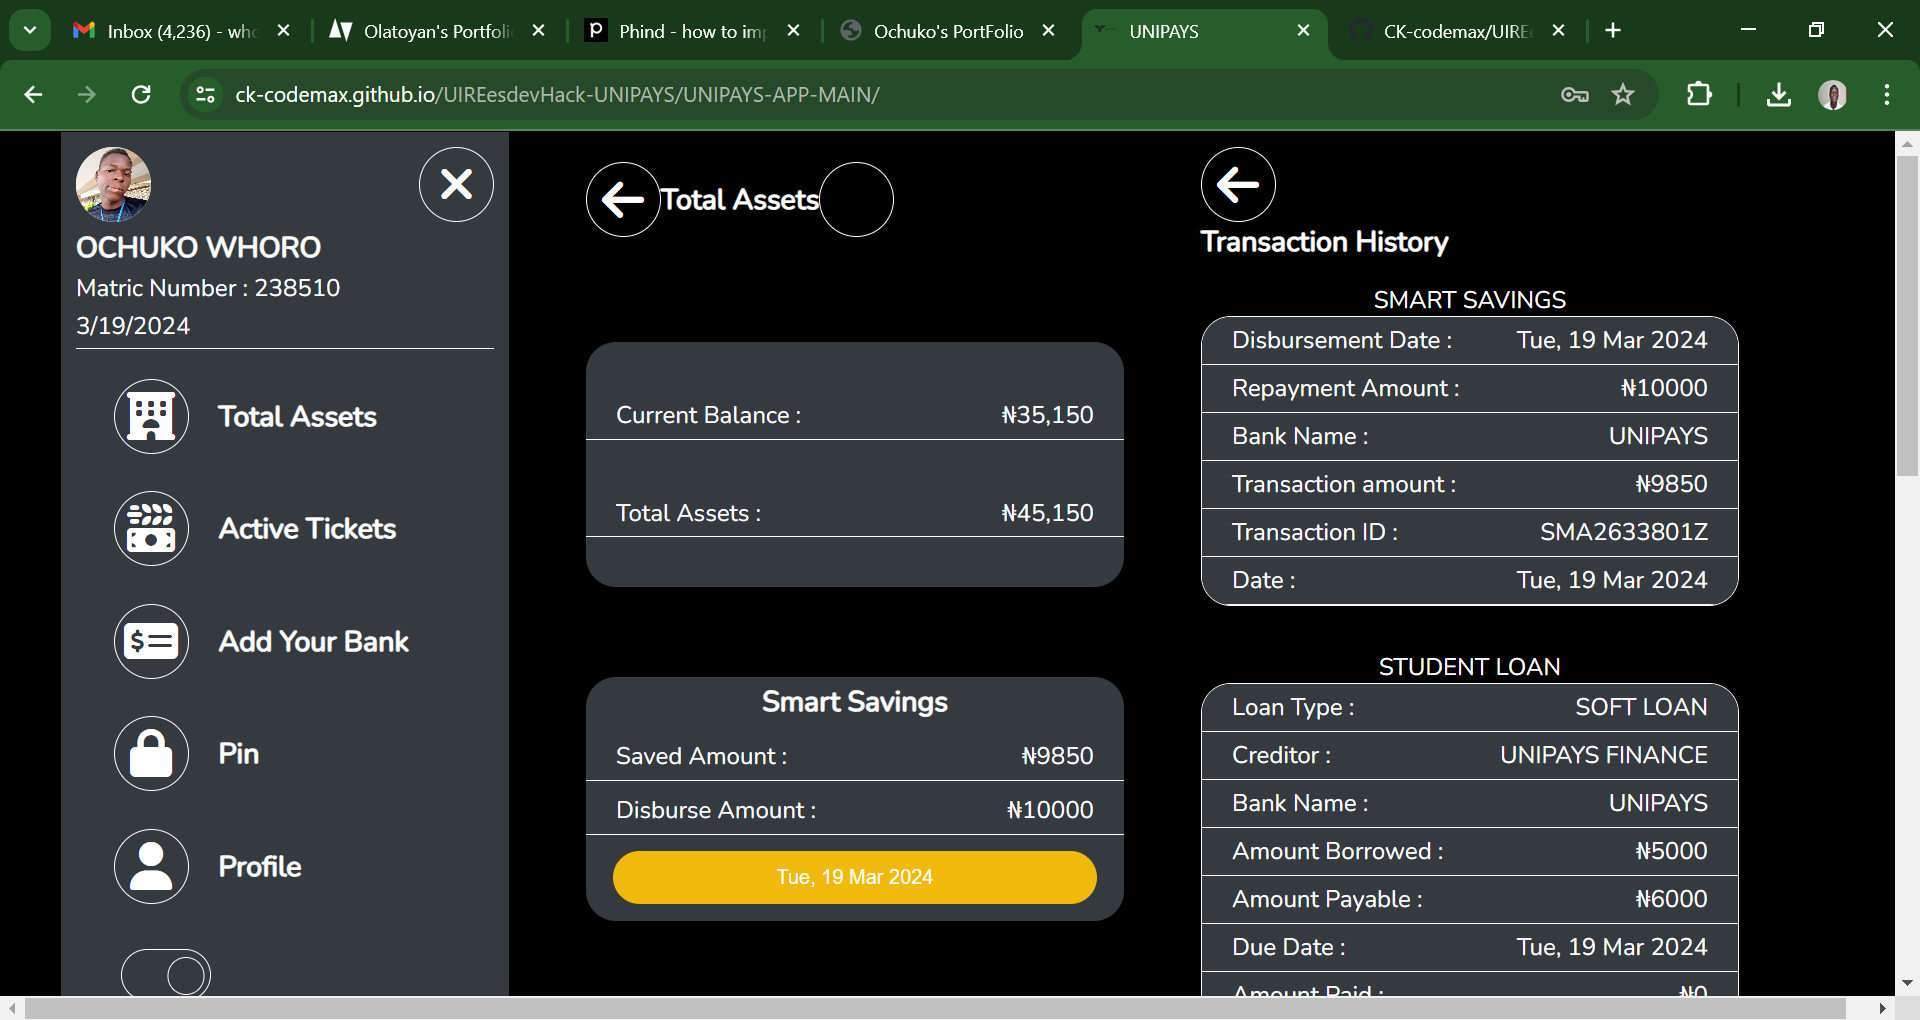 Inbox (4,236) - who
Olatoyan's Portfoli
Phind - how to imp
Ochuko's PortFolio
UNIPAYS
CK-codemax/UIREe
ck-codemax.github.io/UIREesdevHack-UNIPAYS/UNIPAYS-APP-MAIN/
OCHUKO WHORO
Matric Number : 238510
3/19/2024
Total Assets
Active Tickets
Add Your Bank
Pin
Profile
Total Assets
Current Balance : ₦35,150
Total Assets : ₦45,150
Smart Savings
Saved Amount : ₦9850
Disburse Amount : ₦10000
Tue, 19 Mar 2024
Transaction History
SMART SAVINGS
Disbursement Date : Tue, 19 Mar 2024
Repayment Amount : ₦10000
Bank Name : UNIPAYS
Transaction amount : ₦9850
Transaction ID : SMA2633801Z
Date : Tue, 19 Mar 2024
STUDENT LOAN
Loan Type : SOFT LOAN
Creditor : UNIPAYS FINANCE
Bank Name : UNIPAYS
Amount Borrowed : ₦5000
Amount Payable : ₦6000
Due Date : Tue, 19 Mar 2024
Amount Paid : ₦0